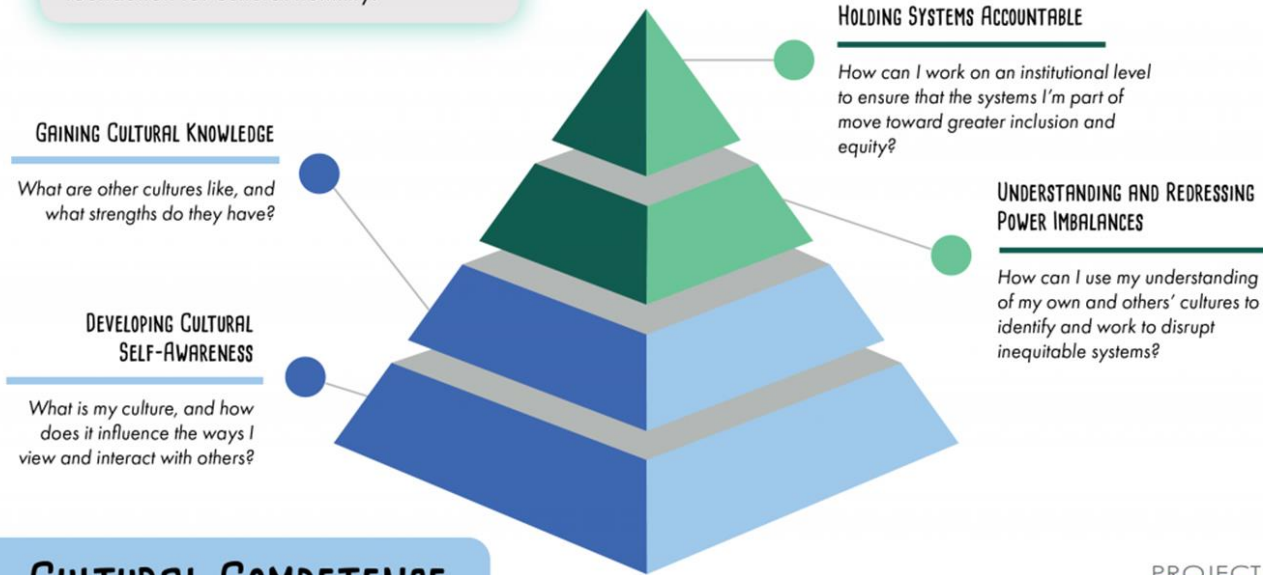 HOLDING SYSTEMS ACCOUNTABLE
How can I work on an institutional level
to ensure that the systems I'm part of
move toward greater inclusion and
equity?
GAINING CULTURAL KNOWLEDGE
What are other cultures like, and
what strengths do they have?
UNDERSTANDING AND REDRESSING
POWER IMBALANCES
How can I use my understanding
of my own and others' cultures to
identify and work to disrupt
inequitable systems?
DEVELOPING CULTURAL
SELF-AWARENESS
What is my culture, and how
does it influence the ways I
view and interact with others?
CULTURAL COMPETENCE
PROJECT